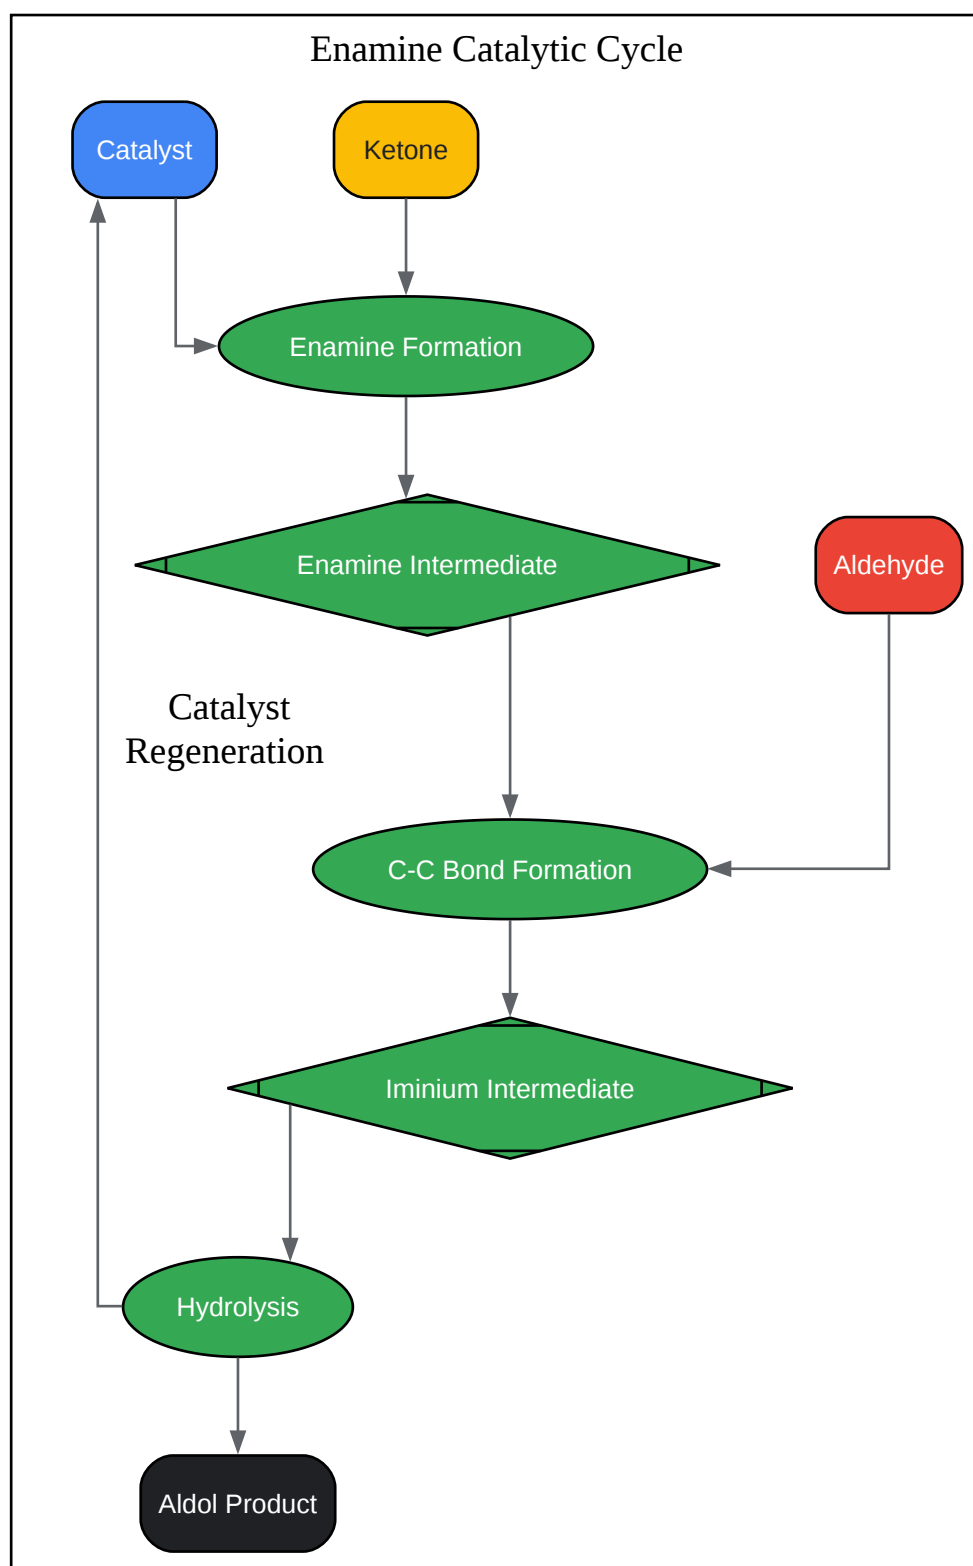 Enamine Catalytic Cycle
Catalyst
Ketone
Enamine Formation
Enamine Intermediate
Aldehyde
Catalyst
Regeneration
C-C Bond Formation
Iminium Intermediate
Hydrolysis
Aldol Product